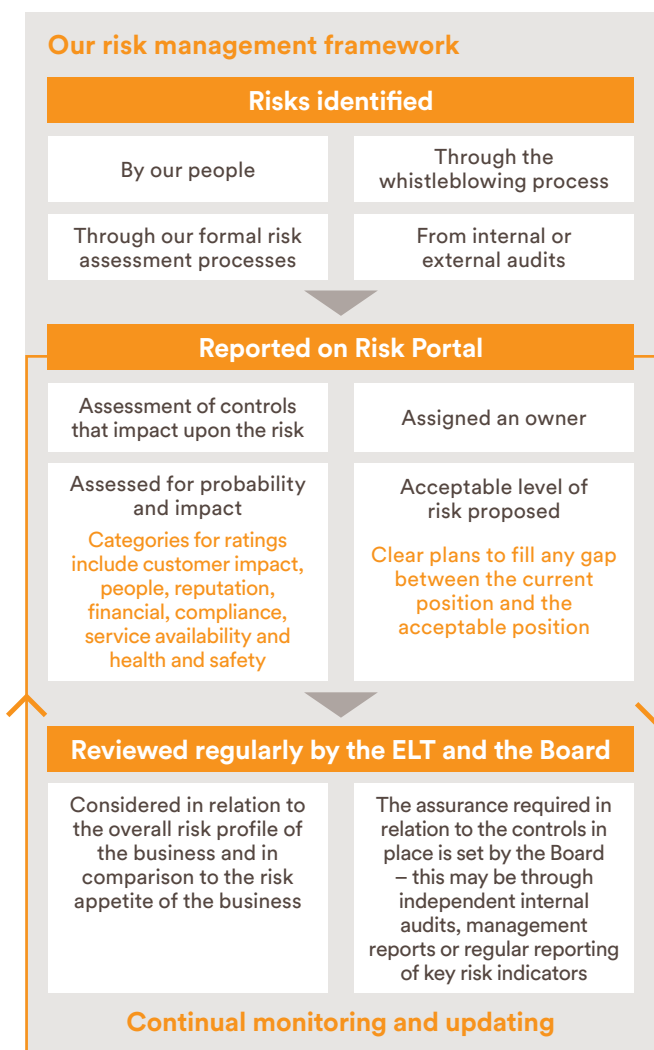 Our risk management framework
Risks identified
By our people
Through the
whistleblowing process
Through our formal risk
assessment processes
From internal or
external audits
Reported on Risk Portal
Assessment of controls
that impact upon the risk
Assigned an owner
Assessed for probability
and impact
Categories for ratings
include customer impact,
people, reputation,
financial, compliance,
service availability and
health and safety
Acceptable level of
risk proposed
Clear plans to fill any gap
between the current
position and the
acceptable position
Reviewed regularly by the ELT and the Board
Considered in relation to
the overall risk profile of
the business and in
comparison to the risk
appetite of the business
The assurance required in
relation to the controls in
place is set by the Board
– this may be through
independent internal
audits, management
reports or regular reporting
of key risk indicators
Continual monitoring and updating